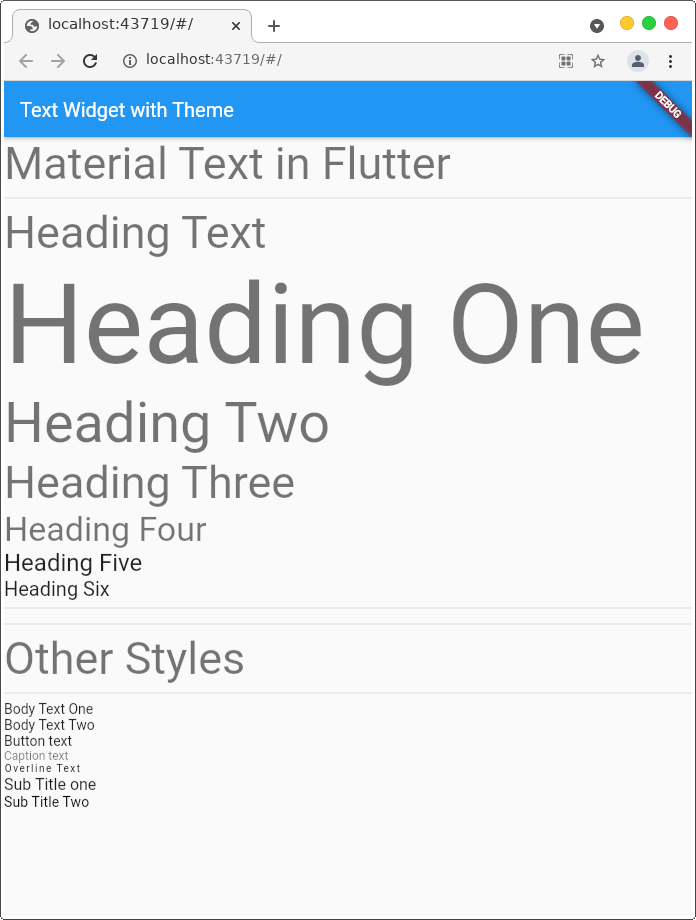 localhost:43719/#/
localhost:43719/#/
Text Widget with Theme
DEBUG
Material Text in Flutter
Heading Text
Heading One
Heading Two
Heading Three
Heading Four
Heading Five
Heading Six
Other Styles
Body Text One
Body Text Two
Button text
Caption text
Overline Text
Sub Title one
Sub Title Two